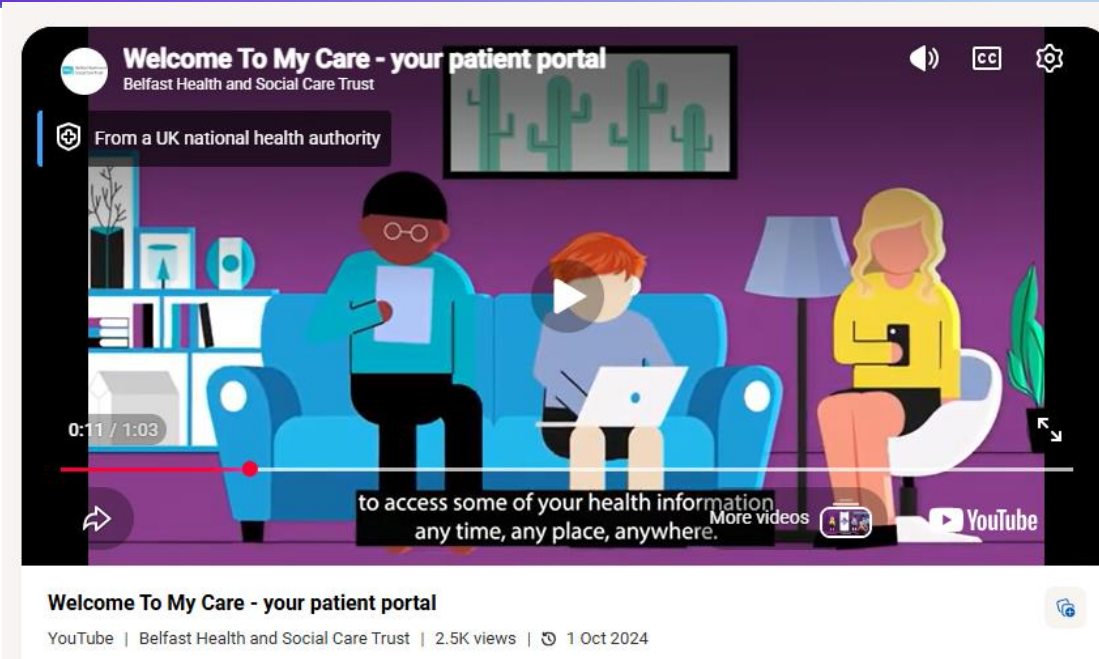 Welcome To My Care - your patient portal
Belfast Health and Social Care Trust
CC
From a UK national health authority
0:11 / 1:03
to access some of your health information
any time, any place, anywhere.
More videos
YouTube
Welcome To My Care - your patient portal
YouTube | Belfast Health and Social Care Trust | 2.5K views | 1 Oct 2024